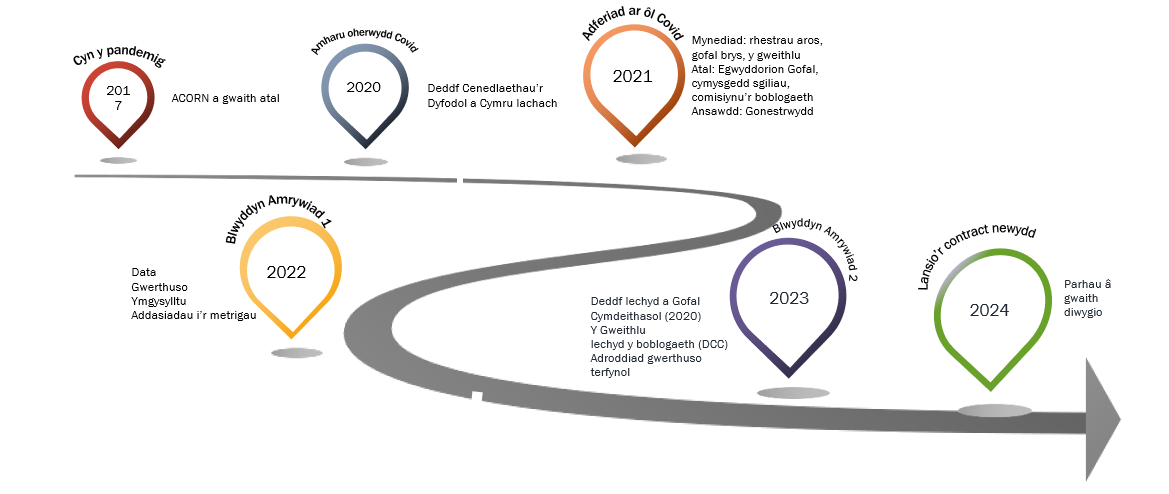 Cyn y pandemig
201
7
ACORN a gwaith atal
Amharu oherwydd Covid
2020
Deddf Cenedlaethau’r
Dyfodol a Cymru Iachach
Adferiad ar ôl Covid
2021
Mynediad: rhestrau aros,
gofal brys, y gweithlu
Atal: Egwyddorion Gofal,
cymysgedd sgiliau,
comisiynu’r boblogaeth
Ansawdd: Gonestrwydd
Blwyddyn Amrywiad 1
2022
Data
Gwerthuso
Ymgysylltu
Addasiadau i’r metrigau
Blwyddyn Amrywiad 2
2023
Deddf Iechyd a Gofal
Cymdeithasol (2020)
Y Gweithlu
Iechyd y boblogaeth (DCC)
Adroddiad gwerthuso
terfynol
Lansio’r contract newydd
2024
Parhau â
gwaith
diwygio